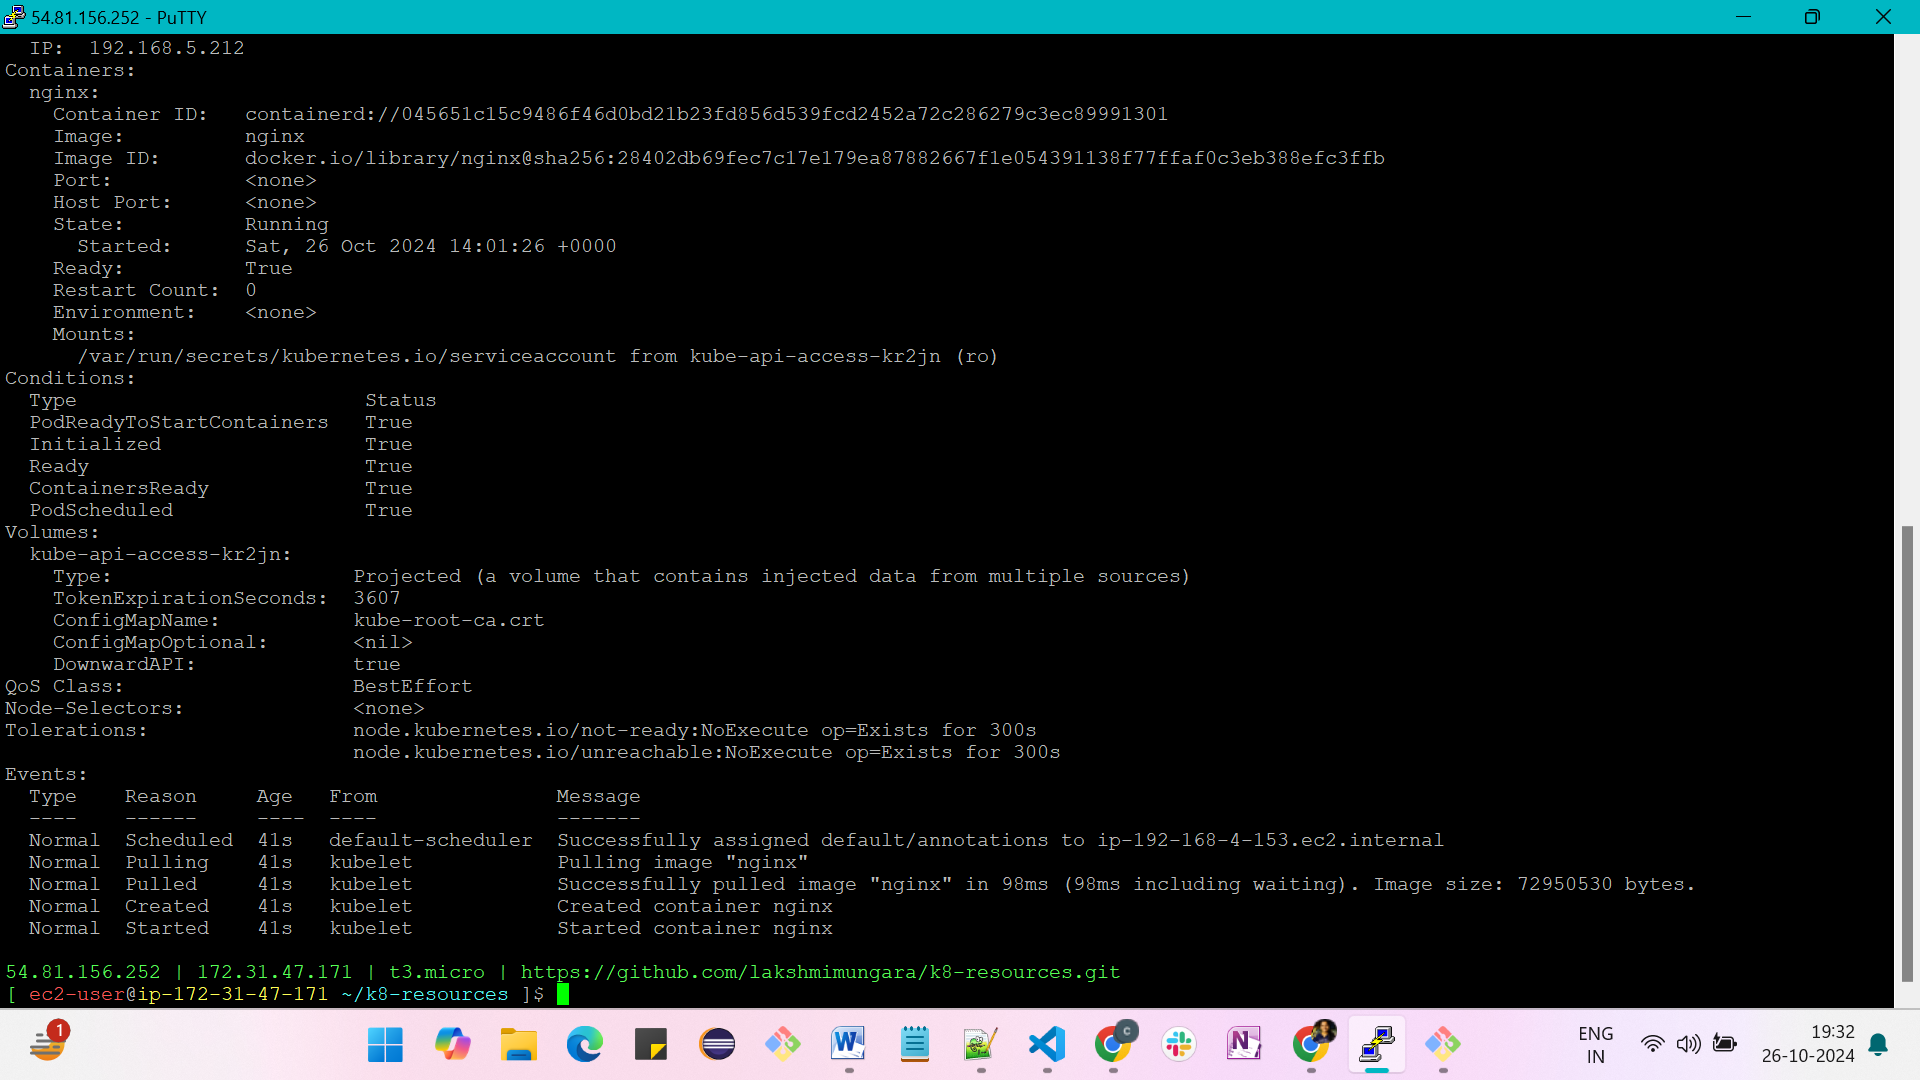 54.81.156.252 - PuTTY
IP:  192.168.5.212
Containers:
nginx:
Container ID:   containerd://045651c15c9486f46d0bd21b23fd856d539fcd2452a72c286279c3ec89991301
Image:          nginx
Image ID:       docker.io/library/nginx@sha256:28402db69fec7c17e179ea87882667f1e054391138f77ffaf0c3eb388efc3ffb
Port:           <none>
Host Port:      <none>
State:          Running
Started:      Sat, 26 Oct 2024 14:01:26 +0000
Ready:          True
Restart Count:  0
Environment:    <none>
Mounts:
/var/run/secrets/kubernetes.io/serviceaccount from kube-api-access-kr2jn (ro)
Conditions:
Type                        Status
PodReadyToStartContainers   True
Initialized                 True
Ready                       True
ContainersReady             True
PodScheduled                True
Volumes:
kube-api-access-kr2jn:
Type:                    Projected (a volume that contains injected data from multiple sources)
TokenExpirationSeconds:  3607
ConfigMapName:           kube-root-ca.crt
ConfigMapOptional:       <nil>
DownwardAPI:             true
QoS Class:                   BestEffort
Node-Selectors:              <none>
Tolerations:                 node.kubernetes.io/not-ready:NoExecute op=Exists for 300s
node.kubernetes.io/unreachable:NoExecute op=Exists for 300s
Events:
Type    Reason     Age   From               Message
----    ------     ----  ----               -------
Normal  Scheduled  41s   default-scheduler  Successfully assigned default/annotations to ip-192-168-4-153.ec2.internal
Normal  Pulling    41s   kubelet            Pulling image "nginx"
Normal  Pulled     41s   kubelet            Successfully pulled image "nginx" in 98ms (98ms including waiting). Image size: 72950530 bytes.
Normal  Created    41s   kubelet            Created container nginx
Normal  Started    41s   kubelet            Started container nginx
54.81.156.252 | 172.31.47.171 | t3.micro | https://github.com/lakshmimungara/k8-resources.git
[ ec2-user@ip-172-31-47-171 ~/k8-resources ]$
1
W
N
C
ENG
IN
19:32
26-10-2024